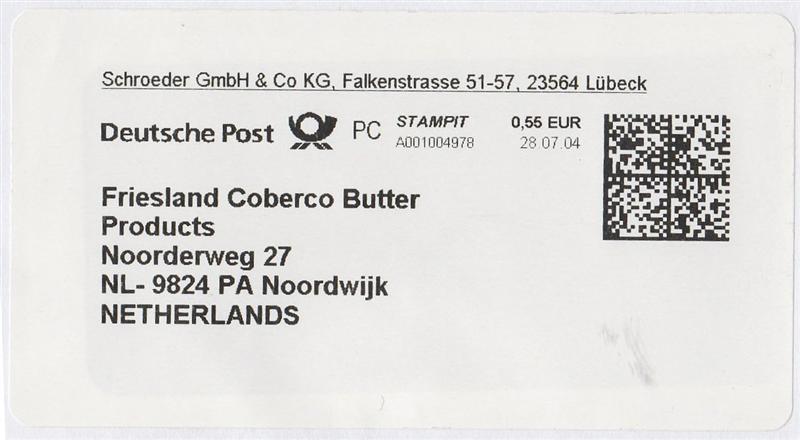 Schroeder GmbH & Co KG, Falkenstrasse 51-57, 23564 Lübeck
Deutsche Post PC STAMPIT 0,55 EUR
A001004978 28.07.04
Friesland Coberco Butter
Products
Noorderweg 27
NL- 9824 PA Noordwijk
NETHERLANDS